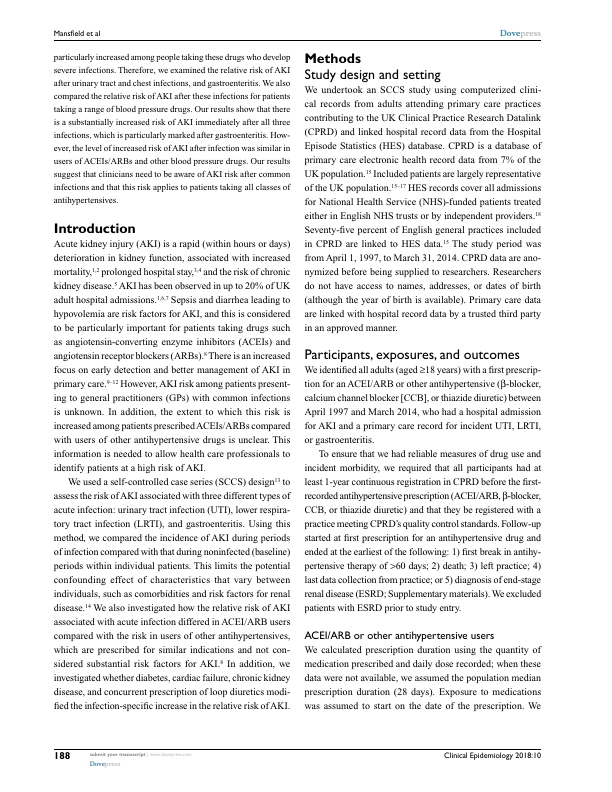 Mansfield et al
Dovepress
particularly increased among people taking these drugs who develop
severe infections. Therefore, we examined the relative risk of AKI
after urinary tract and chest infections, and gastroenteritis. We also
compared the relative risk of AKI after these infections for patients
taking a range of blood pressure drugs. Our results show that there
is a substantially increased risk of AKI immediately after all three
infections, which is particularly marked after gastroenteritis. How-
ever, the level of increased risk of AKI after infection was similar in
users of ACEIs/ARBs and other blood pressure drugs. Our results
suggest that clinicians need to be aware of AKI risk after common
infections and that this risk applies to patients taking all classes of
antihypertensives.
Introduction
Acute kidney injury (AKI) is a rapid (within hours or days)
deterioration in kidney function, associated with increased
mortality,1,2 prolonged hospital stay,3,4 and the risk of chronic
kidney disease.5 AKI has been observed in up to 20% of UK
adult hospital admissions.1,6,7 Sepsis and diarrhea leading to
hypovolemia are risk factors for AKI, and this is considered
to be particularly important for patients taking drugs such
as angiotensin-converting enzyme inhibitors (ACEIs) and
angiotensin receptor blockers (ARBs).8 There is an increased
focus on early detection and better management of AKI in
primary care.9–12 However, AKI risk among patients present-
ing to general practitioners (GPs) with common infections
is unknown. In addition, the extent to which this risk is
increased among patients prescribed ACEIs/ARBs compared
with users of other antihypertensive drugs is unclear. This
information is needed to allow health care professionals to
identify patients at a high risk of AKI.
We used a self-controlled case series (SCCS) design13 to
assess the risk of AKI associated with three different types of
acute infection: urinary tract infection (UTI), lower respira-
tory tract infection (LRTI), and gastroenteritis. Using this
method, we compared the incidence of AKI during periods
of infection compared with that during noninfected (baseline)
periods within individual patients. This limits the potential
confounding effect of characteristics that vary between
individuals, such as comorbidities and risk factors for renal
disease.14 We also investigated how the relative risk of AKI
associated with acute infection differed in ACEI/ARB users
compared with the risk in users of other antihypertensives,
which are prescribed for similar indications and not con-
sidered substantial risk factors for AKI.8 In addition, we
investigated whether diabetes, cardiac failure, chronic kidney
disease, and concurrent prescription of loop diuretics modi-
fied the infection-specific increase in the relative risk of AKI.
Methods
Study design and setting
We undertook an SCCS study using computerized clini-
cal records from adults attending primary care practices
contributing to the UK Clinical Practice Research Datalink
(CPRD) and linked hospital record data from the Hospital
Episode Statistics (HES) database. CPRD is a database of
primary care electronic health record data from 7% of the
UK population.15 Included patients are largely representative
of the UK population.15–17 HES records cover all admissions
for National Health Service (NHS)-funded patients treated
either in English NHS trusts or by independent providers.18
Seventy-five percent of English general practices included
in CPRD are linked to HES data.15 The study period was
from April 1, 1997, to March 31, 2014. CPRD data are ano-
nymized before being supplied to researchers. Researchers
do not have access to names, addresses, or dates of birth
(although the year of birth is available). Primary care data
are linked with hospital record data by a trusted third party
in an approved manner.
Participants, exposures, and outcomes
We identified all adults (aged ≥18 years) with a first prescrip-
tion for an ACEI/ARB or other antihypertensive (β-blocker,
calcium channel blocker [CCB], or thiazide diuretic) between
April 1997 and March 2014, who had a hospital admission
for AKI and a primary care record for incident UTI, LRTI,
or gastroenteritis.
To ensure that we had reliable measures of drug use and
incident morbidity, we required that all participants had at
least 1-year continuous registration in CPRD before the first-
recorded antihypertensive prescription (ACEI/ARB, β-blocker,
CCB, or thiazide diuretic) and that they be registered with a
practice meeting CPRD's quality control standards. Follow-up
started at first prescription for an antihypertensive drug and
ended at the earliest of the following: 1) first break in antihy-
pertensive therapy of >60 days; 2) death; 3) left practice; 4)
last data collection from practice; or 5) diagnosis of end-stage
renal disease (ESRD; Supplementary materials). We excluded
patients with ESRD prior to study entry.
ACEI/ARB or other antihypertensive users
We calculated prescription duration using the quantity of
medication prescribed and daily dose recorded; when these
data were not available, we assumed the population median
prescription duration (28 days). Exposure to medications
was assumed to start on the date of the prescription. We
188
submit your manuscript | www.dovepress.com
Dovepress
Clinical Epidemiology 2018:10